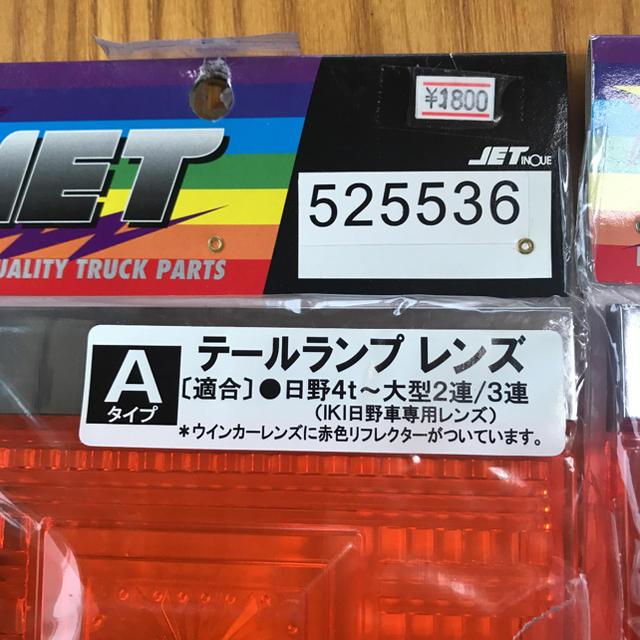 ¥1800
JET INOUE
JET
525536
QUALITY TRUCK PARTS
A
タイプ
テールランプ レンズ
〔適合〕●日野4t～大型2連/3連
(IKI日野車専用レンズ)
＊ウインカーレンズに赤色リフレクターがついています。